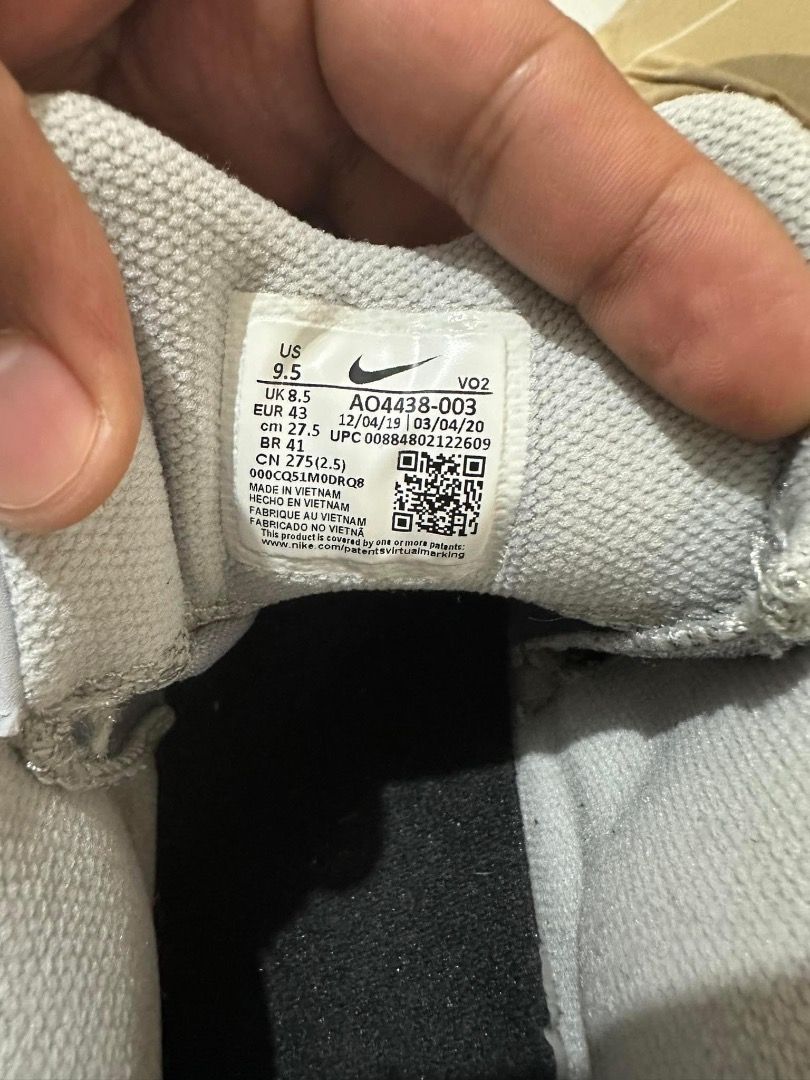 US
9.5
VO2
UK 8.5
EUR 43
cm 27.5
BR 41
CN 275(2.5)
AO4438-003
12/04/19 | 03/04/20
UPC 00884802122609
000CQ51M0DRQ8
MADE IN VIETNAM
HECHO EN VIETNAM
FABRIQUE AU VIETNAM
FABRICADO NO VIETNÃ
This product is covered by one or more patents:
www.nike.com/patentsvirtualmarking